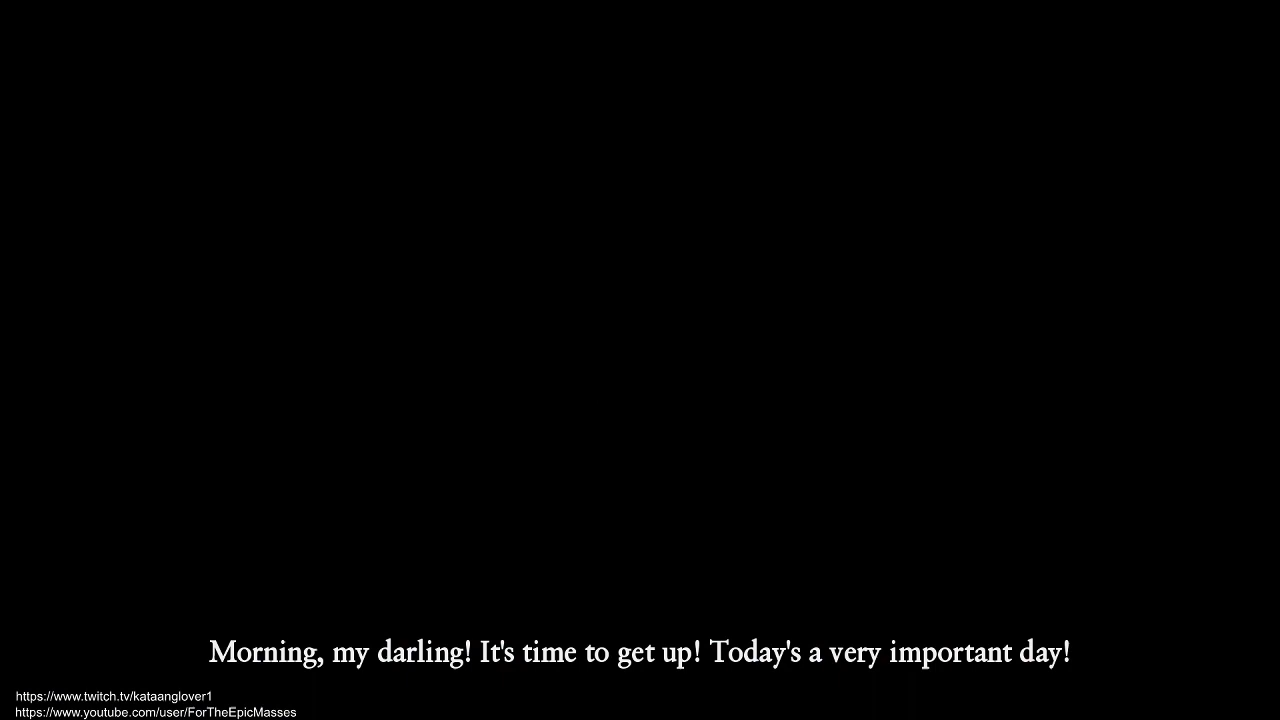 Morning, my darling! It's time to get up! Today's a very important day!
https://www.twitch.tv/kataanglover1
https://www.youtube.com/user/ForTheEpicMasses